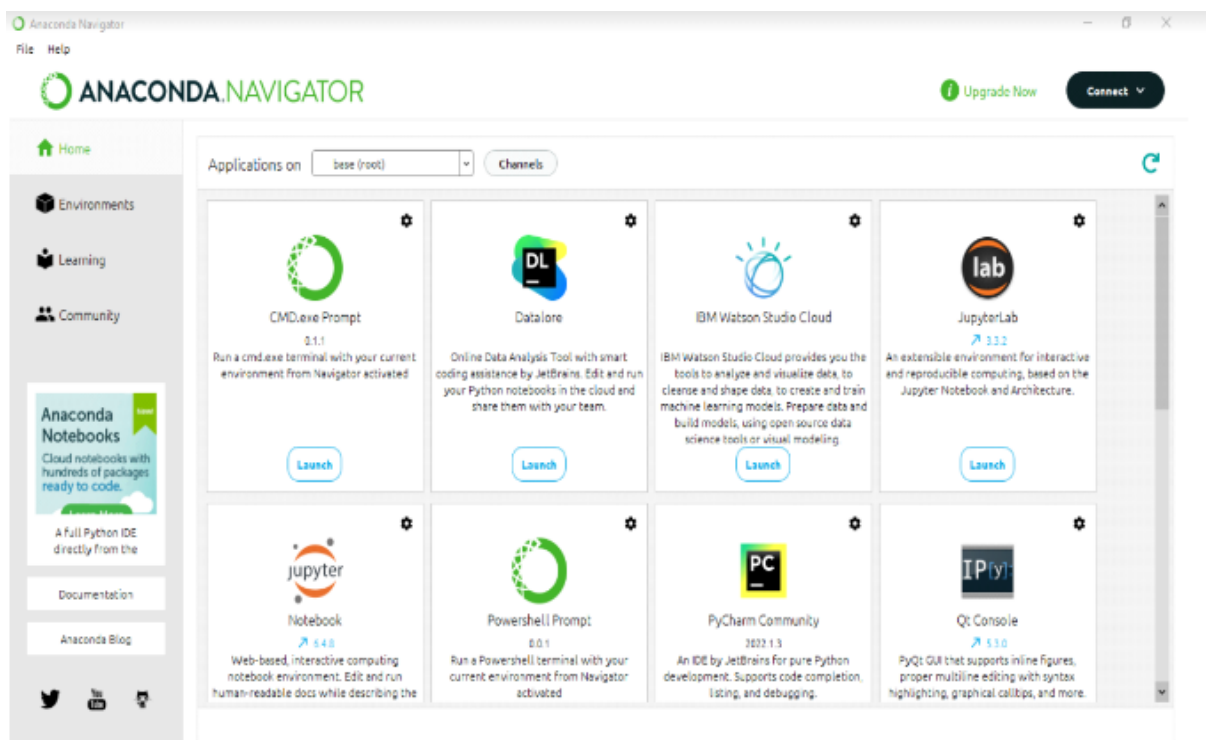 Anaconda Navigator
File Help
ANACONDA.NAVIGATOR
Upgrade Now
Connect
Home
Environments
Learning
Community
Anaconda
Notebooks
Cloud notebooks with
hundreds of packages
ready to code.
Learn More
A full Python IDE
directly from the
Documentation
Anaconda Blog
You
Tube
Applications on base (root) Channels
CMD.exe Prompt
0.1.1
Run a cmd.exe terminal with your current
environment from Navigator activated
Launch
DL
Datalore
Online Data Analysis Tool with smart
coding assistance by JetBrains. Edit and run
your Python notebooks in the cloud and
share them with your team.
Launch
IBM Watson Studio Cloud
IBM Watson Studio Cloud provides you the
tools to analyze and visualize data, to
cleanse and shape data, to create and train
machine learning models. Prepare data and
build models, using open source data
science tools or visual modeling.
Launch
lab
JupyterLab
3.3.2
An extensible environment for interactive
and reproducible computing, based on the
Jupyter Notebook and Architecture.
Launch
jupyter
Notebook
6.4.8
Web-based, interactive computing
notebook environment. Edit and run
human-readable docs while describing the
Powershell Prompt
0.0.1
Run a Powershell terminal with your
current environment from Navigator
activated
PC
PyCharm Community
2022.1.3
An IDE by JetBrains for pure Python
development. Supports code completion,
listing, and debugging.
IP[y]:
Qt Console
5.3.0
PyQt GUI that supports inline figures,
proper multiline editing with syntax
highlighting, graphical calltips, and more.